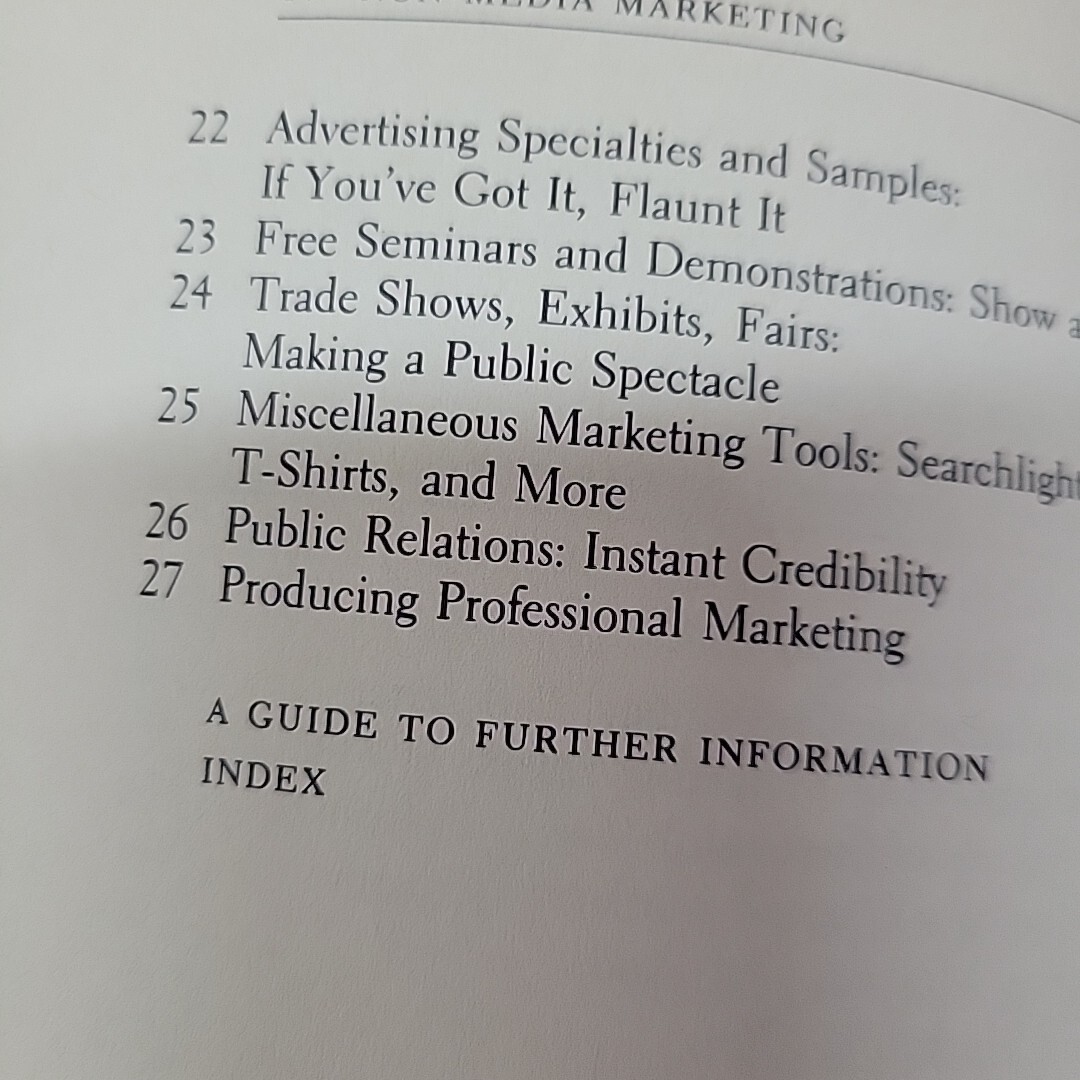 MEDIA MARKETING
22 Advertising Specialties and Samples:
If You've Got It, Flaunt It
23 Free Seminars and Demonstrations: Show
24 Trade Shows, Exhibits, Fairs:
Making a Public Spectacle
25 Miscellaneous Marketing Tools: Searchlight
T-Shirts, and More
26 Public Relations: Instant Credibility
27 Producing Professional Marketing
A GUIDE TO FURTHER INFORMATION
INDEX